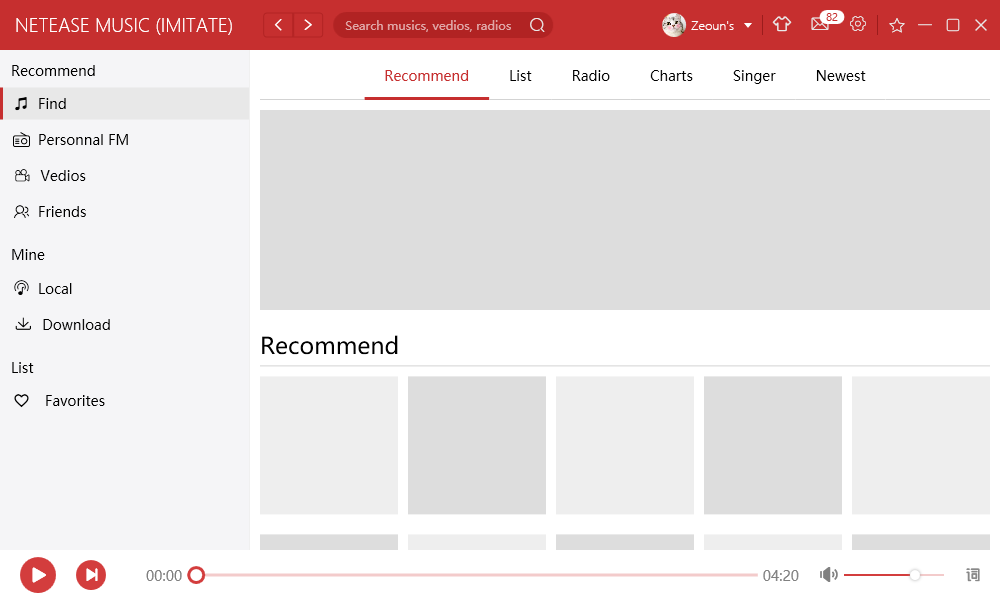 NETEASE MUSIC (IMITATE)
Search musics, vedios, radios
Zeoun's
82
Recommend
Find
Personnal FM
Vedios
Friends
Mine
Local
Download
List
Favorites
Recommend List Radio Charts Singer Newest
Recommend
00:00
04:20
词